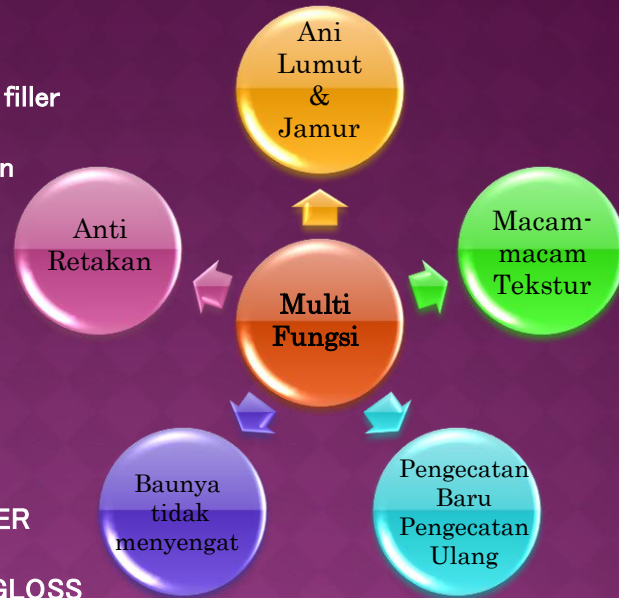 Ani
Lumut
&
Jamur
filler
n
Anti
Retakan
Macam-
macam
Tekstur
Multi
Fungsi
Baunya
tidak
menyengat
Pengecatan
Baru
Pengecatan
Ulang
ER
GLOSS